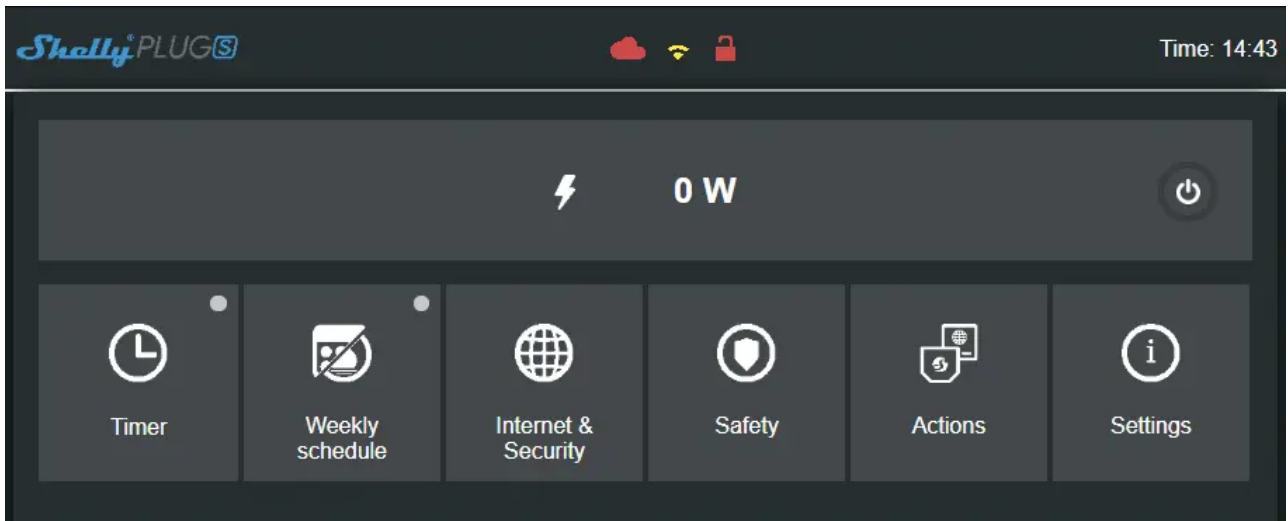 Shelly PLUG S
Time: 14:43
0 W
Timer
Weekly
schedule
Internet &
Security
Safety
Actions
Settings